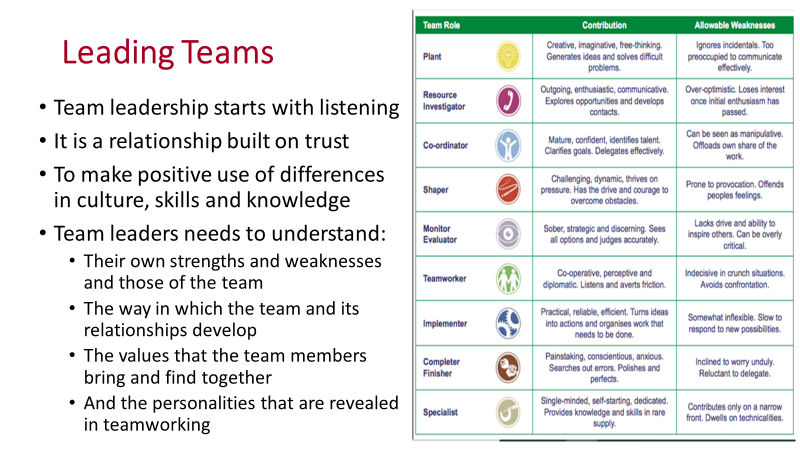 Leading Teams
• Team leadership starts with listening
• It is a relationship built on trust
• To make positive use of differences
in culture, skills and knowledge
• Team leaders needs to understand:
• Their own strengths and weaknesses
and those of the team
• The way in which the team and its
relationships develop
• The values that the team members
bring and find together
• And the personalities that are revealed
in teamworking
Team Role Contribution Allowable Weaknesses
Plant
Creative, imaginative, free-thinking.
Generates ideas and solves difficult
problems.
Ignores incidentals. Too
preoccupied to communicate
effectively.
Resource
Investigator
Outgoing, enthusiastic, communicative.
Explores opportunities and develops
contacts.
Over-optimistic. Loses interest
once initial enthusiasm has
passed.
Co-ordinator
Mature, confident, identifies talent.
Clarifies goals. Delegates effectively.
Can be seen as manipulative.
Offloads own share of the
work.
Shaper
Challenging, dynamic, thrives on
pressure. Has the drive and courage to
overcome obstacles.
Prone to provocation. Offends
peoples feelings.
Monitor
Evaluator
Sober, strategic and discerning. Sees
all options and judges accurately.
Lacks drive and ability to
inspire others. Can be overly
critical.
Teamworker
Co-operative, perceptive and
diplomatic. Listens and averts friction.
Indecisive in crunch situations.
Avoids confrontation.
Implementer
Practical, reliable, efficient. Turns ideas
into actions and organises work that
needs to be done.
Somewhat inflexible. Slow to
respond to new possibilities.
Completer
Finisher
Painstaking, conscientious, anxious.
Searches out errors. Polishes and
perfects.
Inclined to worry unduly.
Reluctant to delegate.
Specialist
Single-minded, self-starting, dedicated.
Provides knowledge and skills in rare
supply.
Contributes only on a narrow
front. Dwells on technicalities.